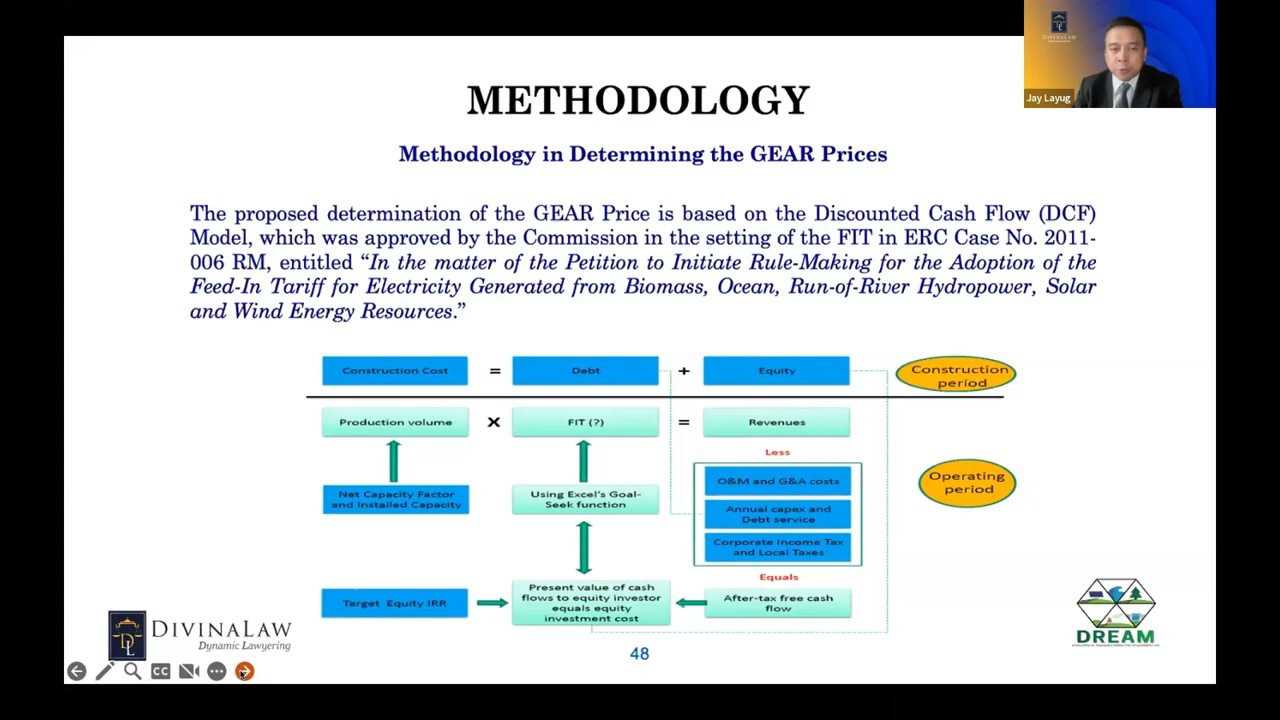 DIVINALAW
Jay Layug
METHODOLOGY
Methodology in Determining the GEAR Prices
The proposed determination of the GEAR Price is based on the Discounted Cash Flow (DCF)
Model, which was approved by the Commission in the setting of the FIT in ERC Case No. 2011-
006 RM, entitled “In the matter of the Petition to Initiate Rule-Making for the Adoption of the
Feed-In Tariff for Electricity Generated from Biomass, Ocean, Run-of-River Hydropower, Solar
and Wind Energy Resources.”
Construction Cost = Debt + Equity
Construction
period
Production volume X FIT (?) = Revenues
Less
O&M and G&A costs
Annual capex and
Debt service
Corporate Income Tax
and Local Taxes
Operating
period
Net Capacity Factor
and Installed Capacity
Using Excel's Goal-
Seek function
Equals
Target Equity IRR
Present value of cash
flows to equity investor
equals equity
investment cost
After-tax free cash
flow
DL
DIVINALAW
Dynamic Lawyering
DREAM
48
CC